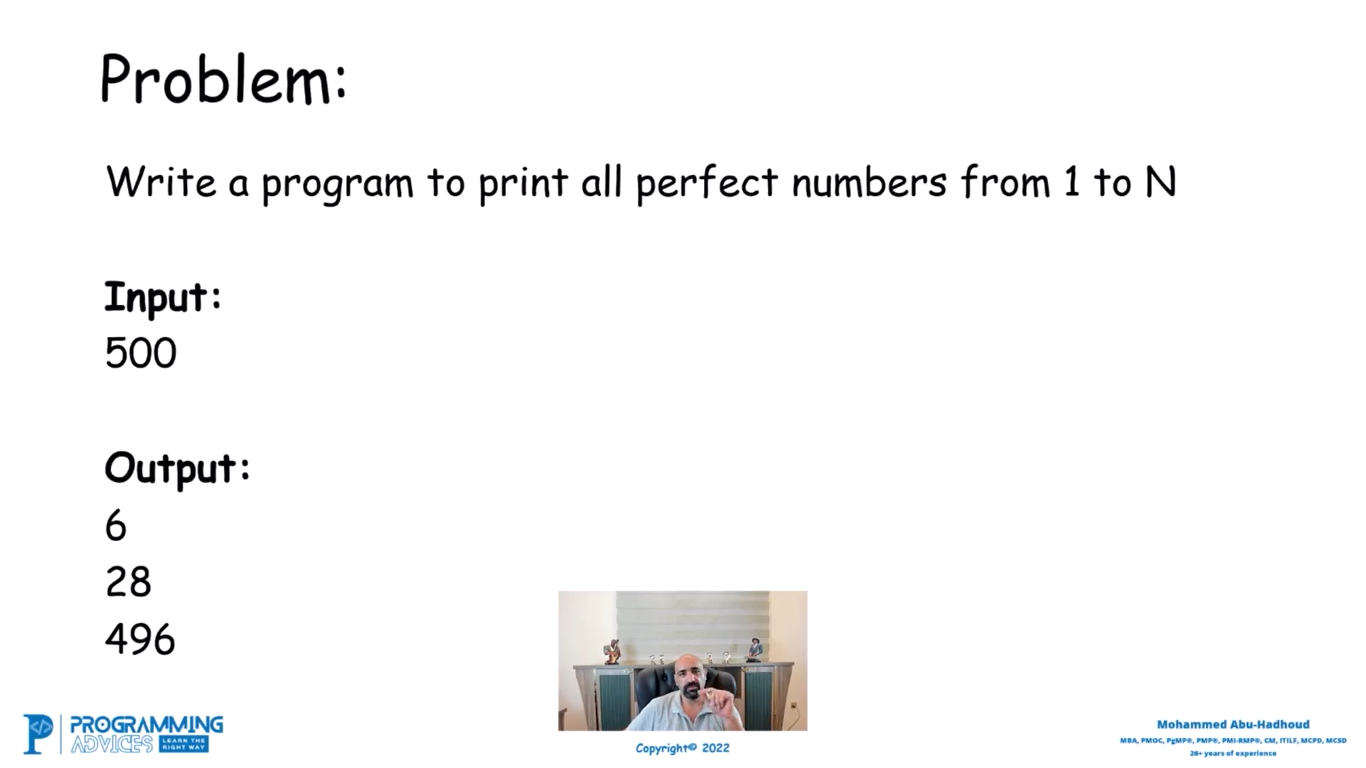 Problem:
Write a program to print all perfect numbers from 1 to N
Input:
500
Output:
6
28
496
P
</>
PROGRAMMING
ADVICES
LEARN THE
RIGHT WAY
Copyright© 2022
Mohammed Abu-Hadhoud
MBA, PMOC, PgMP®, PMP®, PMI-RMP®, CM, ITILF, MCPD, MCSD
26+ years of experience